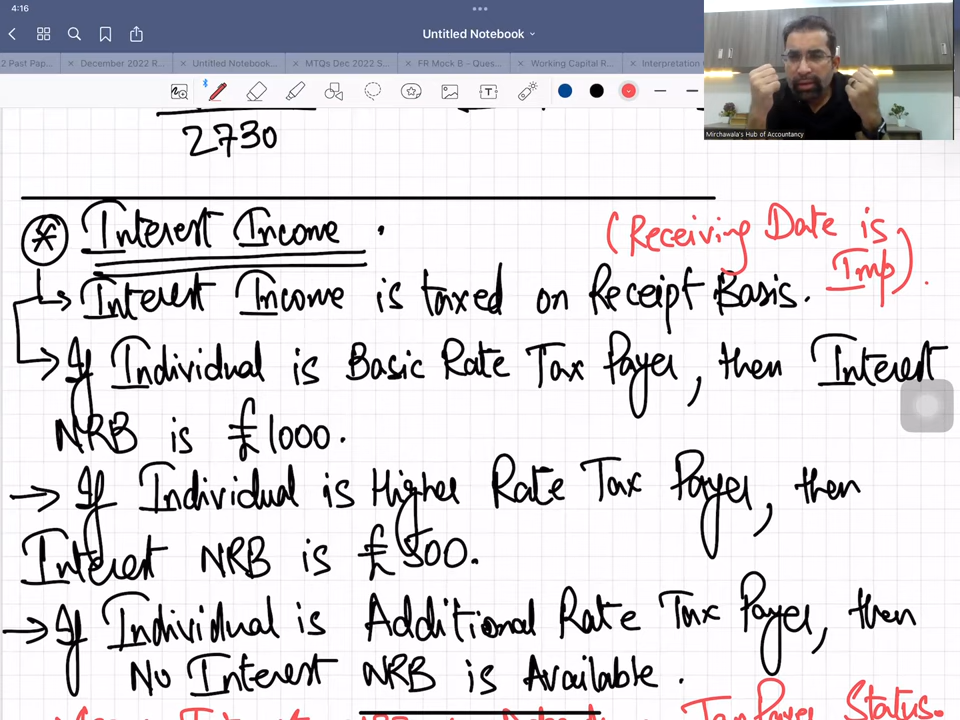 4:16
Untitled Notebook
2 Past Pap...
December 2022 R...
Untitled Notebook...
MTQs Dec 2022 S...
FR Mock B - Ques...
Working Capital R...
Interpretation
Mirchawala's Hub of Accountancy
2730
Interest Income.
(Receiving Date is Imp).
Interest Income is taxed on Receipt Basis.
If Individual is Basic Rate Tax Payer, then Interest
NRB is £1000.
→ If Individual is Higher Rate Tax Payer, then
Interest NRB is £500.
→ If Individual is Additional Rate Tax Payer, then
No Interest NRB is Available.
Interest Tax Payer Status.